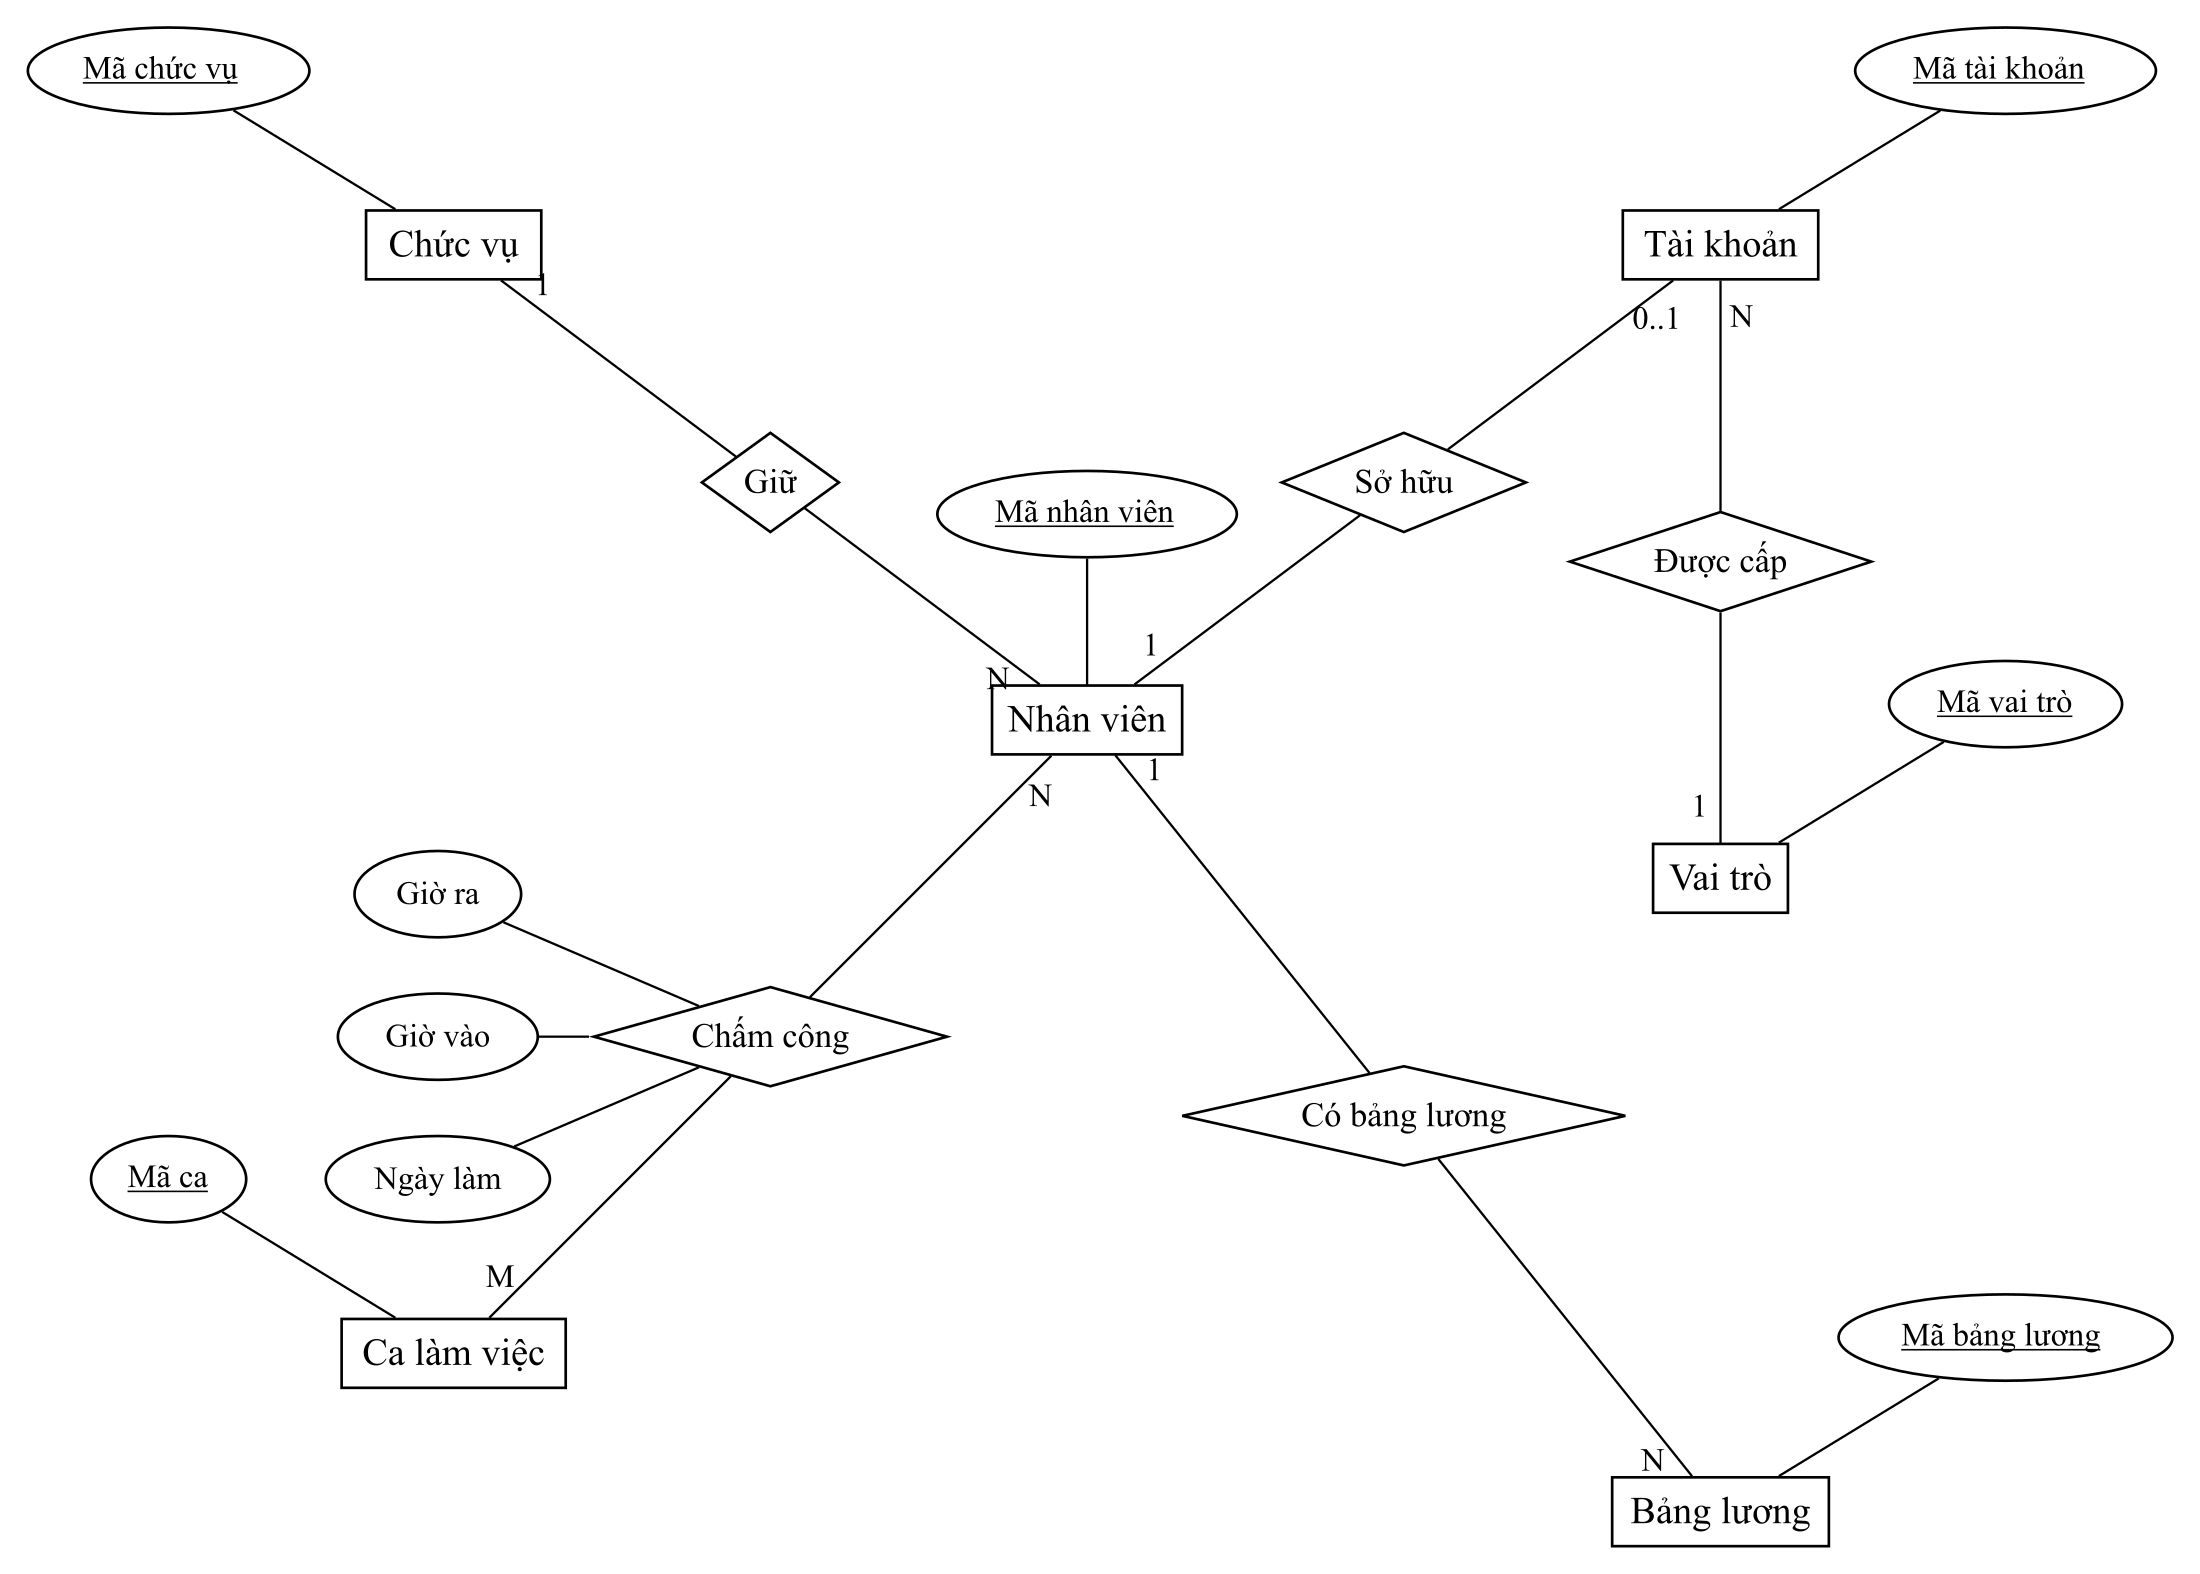 Mã chức vụ
Mã tài khoản
Chức vụ
Tài khoản
1
0..1
N
Giữ
Sở hữu
Mã nhân viên
Được cấp
1
N
Nhân viên
Mã vai trò
1
N
1
Vai trò
Giờ ra
Giờ vào
Chấm công
Có bảng lương
Mã ca
Ngày làm
M
Ca làm việc
Mã bảng lương
N
Bảng lương